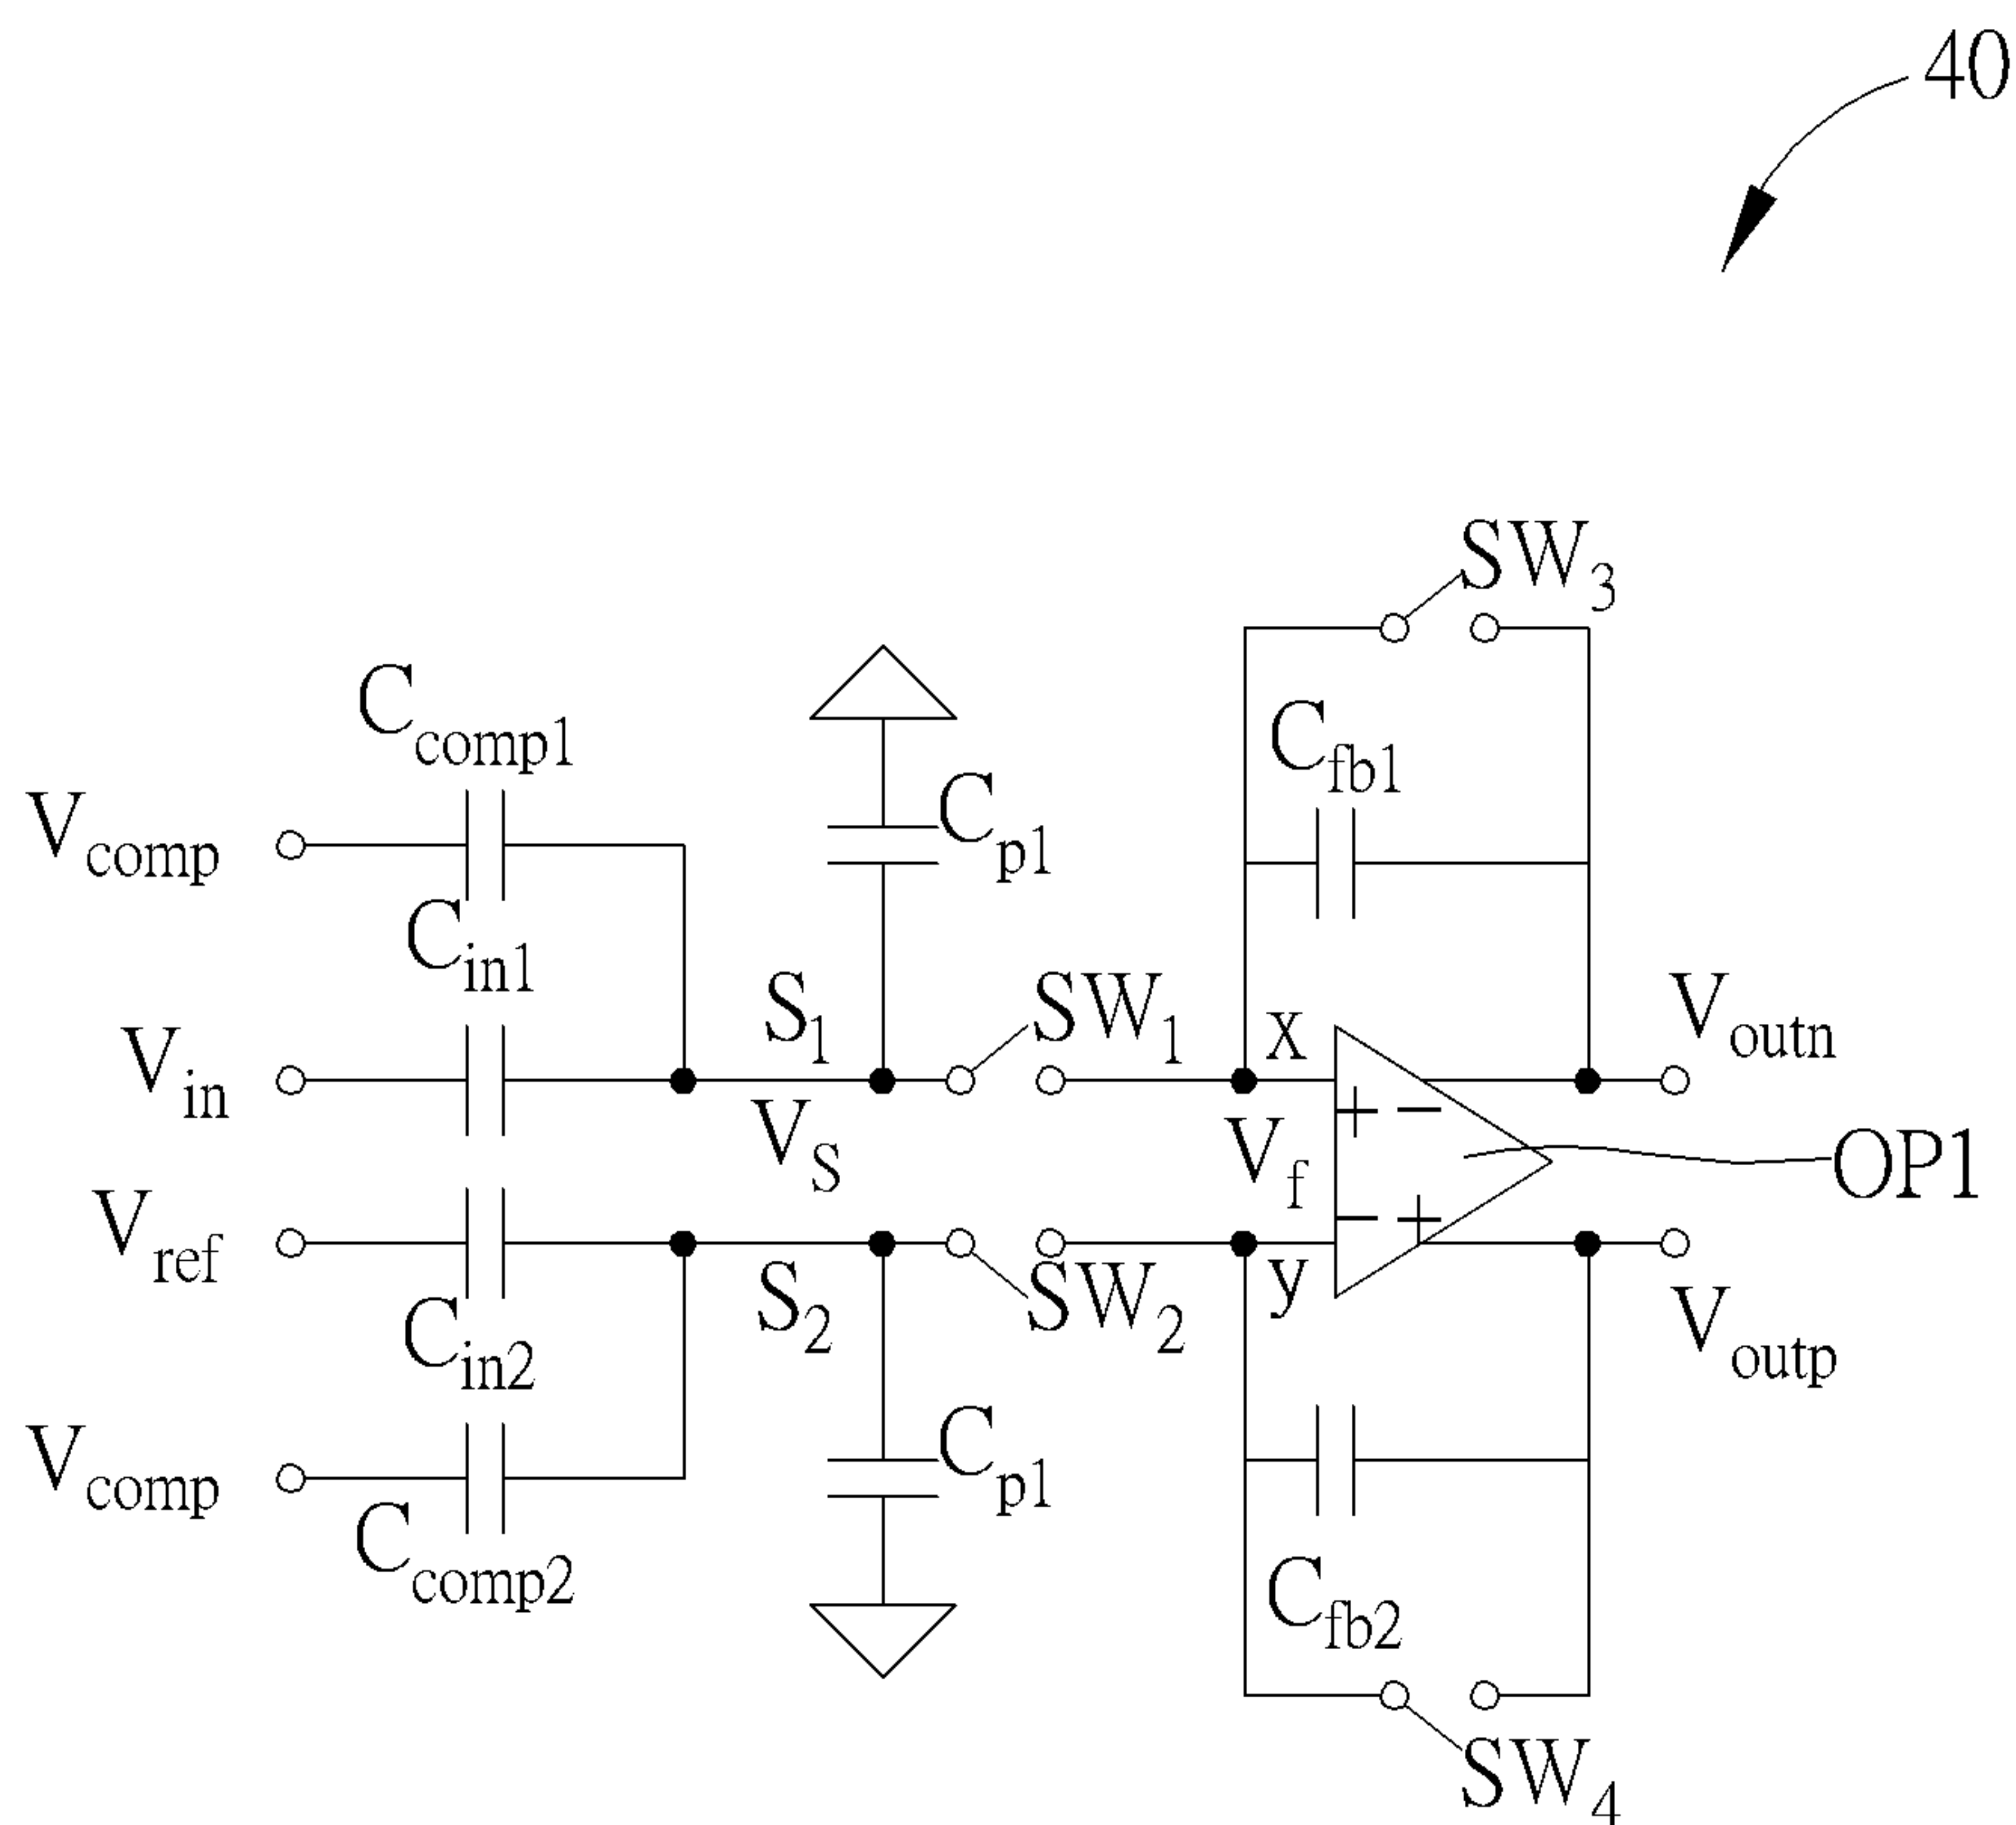 40
SW3
Ccomp1
Cfb1
Vcomp
Cp1
Cin1
S1
SW1
x
Voutn
Vin
VS
Vf
+ −
OP1
Vref
− +
S2
SW2
y
Voutp
Cin2
Vcomp
Cp1
Ccomp2
Cfb2
SW4